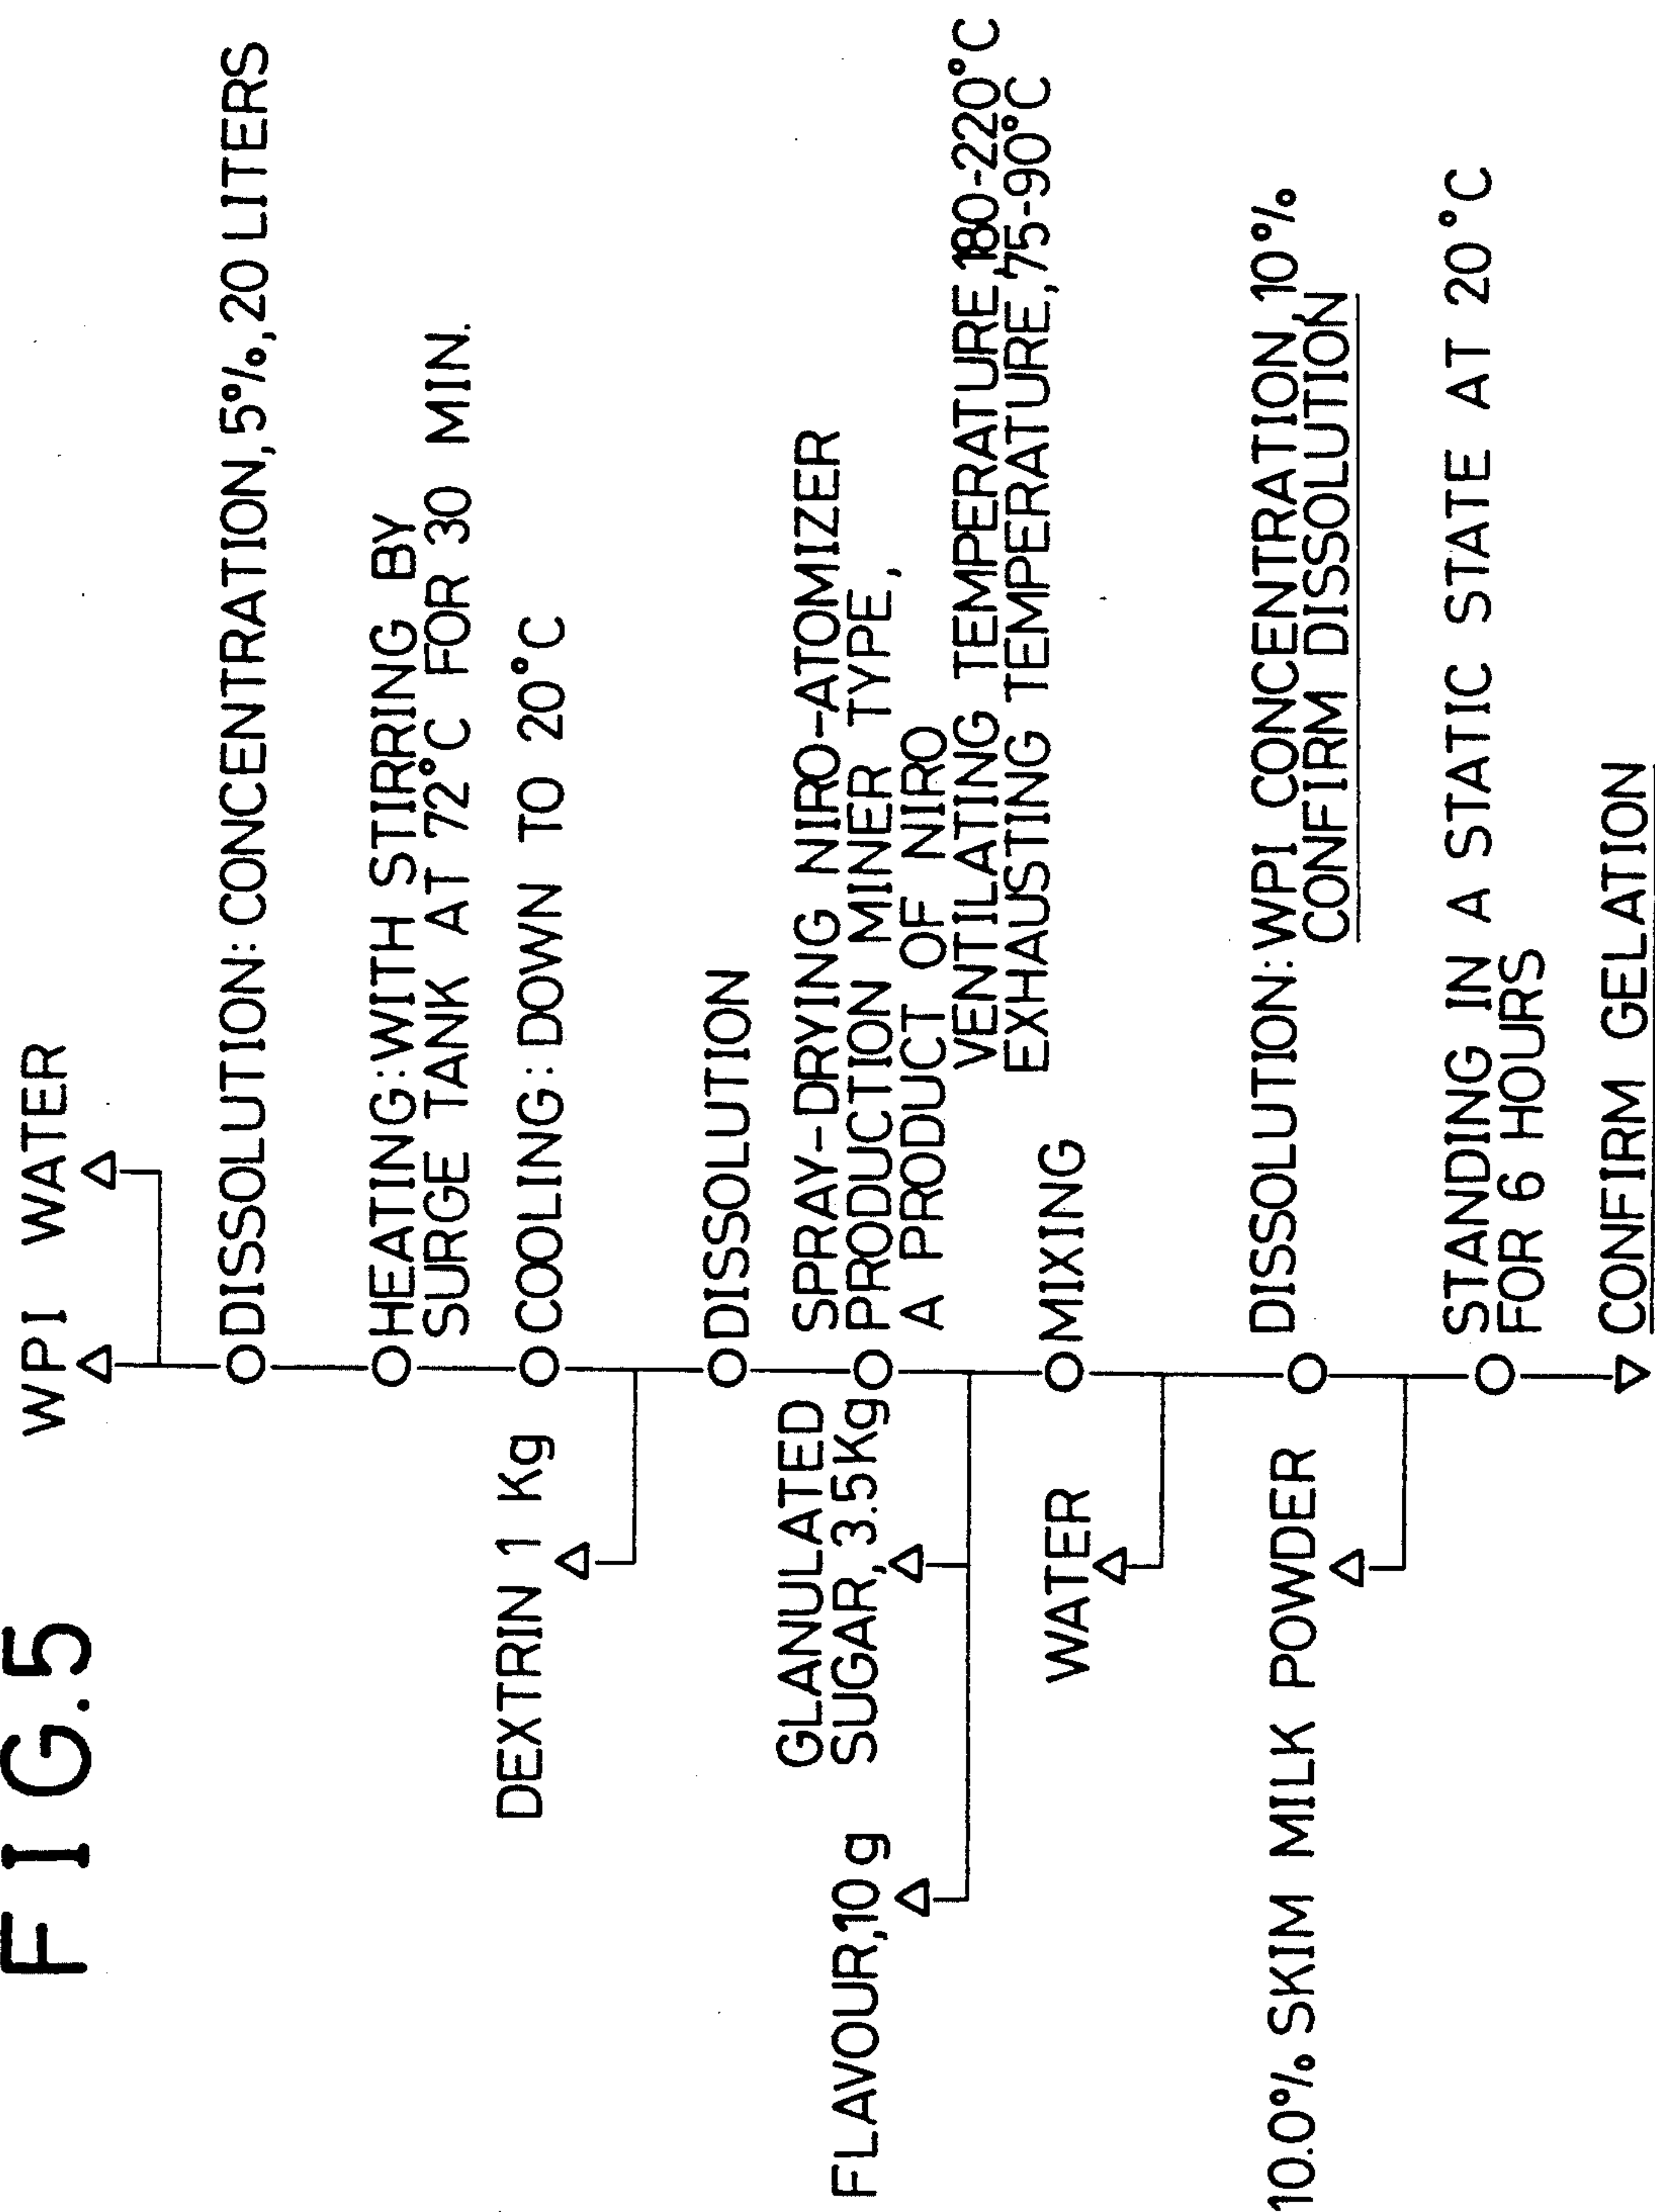 FIG.5
WPI WATER
DISSOLUTION: CONCENTRATION, 5%, 20 LITERS
HEATING: WITH STIRRING BY
SURGE TANK AT 72°C FOR 30 MIN.
COOLING: DOWN TO 20°C
DEXTRIN 1 Kg
DISSOLUTION
SPRAY-DRYING NIRO-ATOMIZER
PRODUCTION MINER TYPE,
A PRODUCT OF NIRO
VENTILATING TEMPERATURE, 180-220°C
EXHAUSTING TEMPERATURE, 75-90°C
GLANULATED
SUGAR, 3.5Kg
FLAVOUR, 10 g
MIXING
WATER
DISSOLUTION: WPI CONCENTRATION, 10%
CONFIRM DISSOLUTION
10.0% SKIM MILK POWDER
STANDING IN A STATIC STATE AT 20°C
FOR 6 HOURS
CONFIRM GELATION